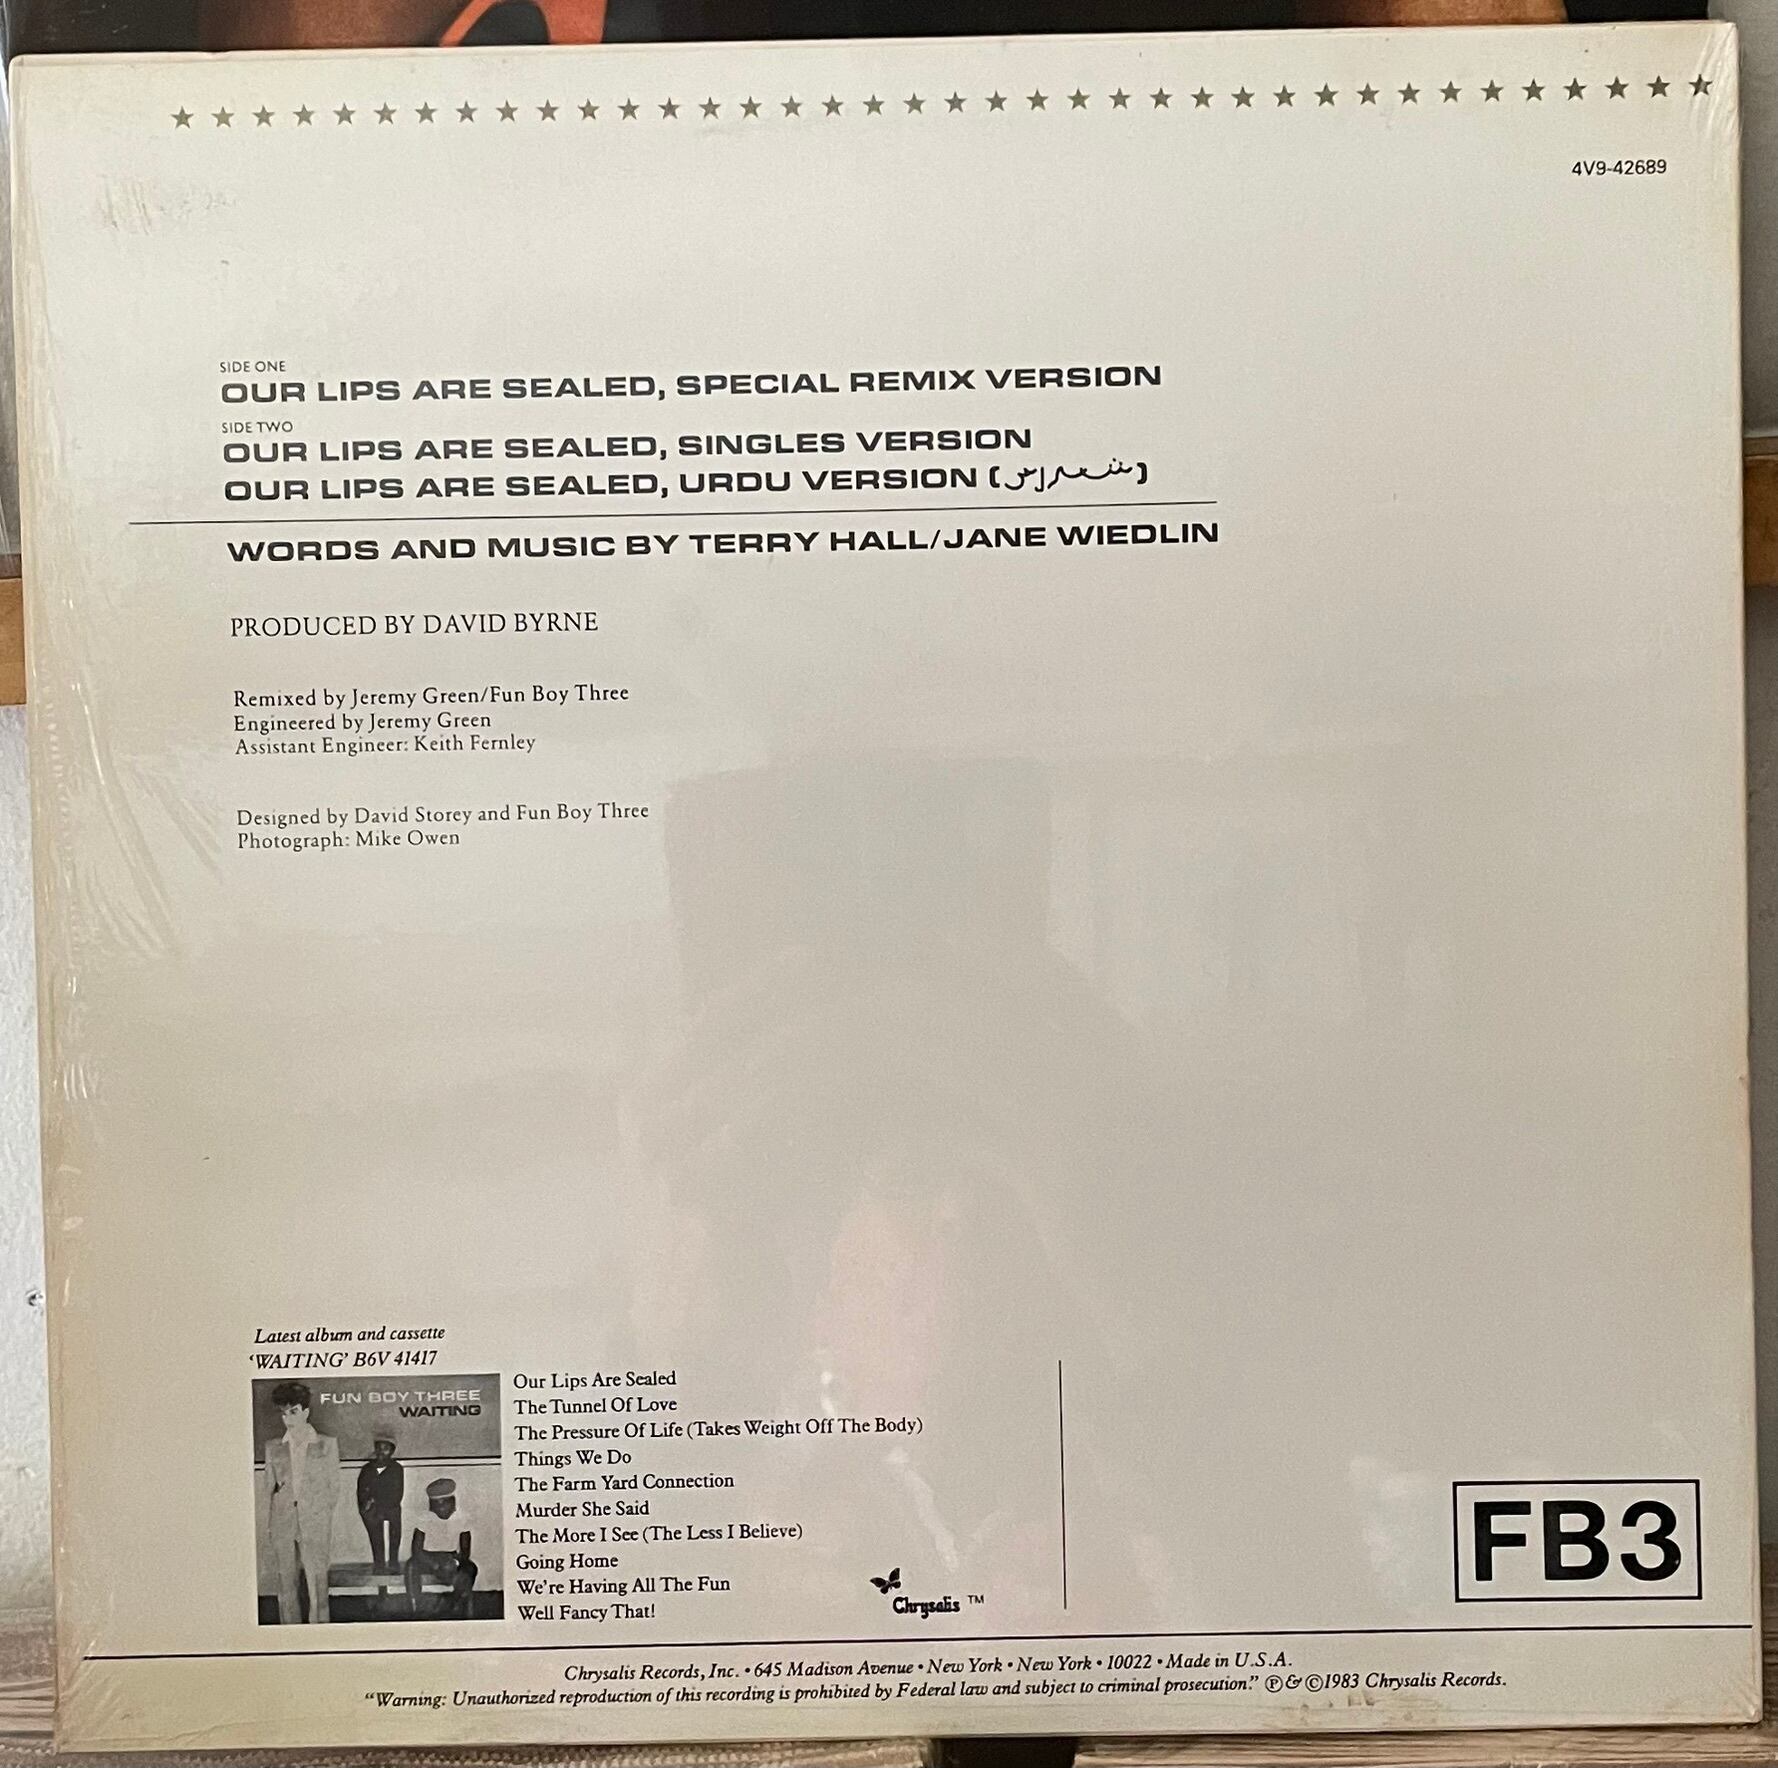 4V9-42689
SIDE ONE
OUR LIPS ARE SEALED, SPECIAL REMIX VERSION
SIDE TWO
OUR LIPS ARE SEALED, SINGLES VERSION
OUR LIPS ARE SEALED, URDU VERSION
WORDS AND MUSIC BY TERRY HALL/JANE WIEDLIN
PRODUCED BY DAVID BYRNE
Remixed by Jeremy Green/Fun Boy Three
Engineered by Jeremy Green
Assistant Engineer: Keith Fernley
Designed by David Storey and Fun Boy Three
Photograph: Mike Owen
Latest album and cassette
‘WAITING’ B6V 41417
FUN BOY THREE
WAITING
Our Lips Are Sealed
The Tunnel Of Love
The Pressure Of Life (Takes Weight Off The Body)
Things We Do
The Farm Yard Connection
Murder She Said
The More I See (The Less I Believe)
Going Home
We're Having All The Fun
Well Fancy That!
Chrysalis ™
FB3
Chrysalis Records, Inc. • 645 Madison Avenue • New York • New York • 10022 • Made in U.S.A.
“Warning: Unauthorized reproduction of this recording is prohibited by Federal law and subject to criminal prosecution.” ℗ & ©1983 Chrysalis Records.